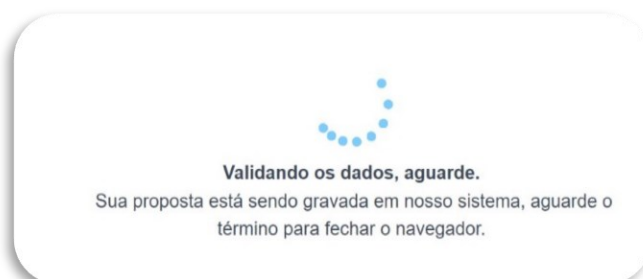 Validando os dados, aguarde.
Sua proposta está sendo gravada em nosso sistema, aguarde o
término para fechar o navegador.